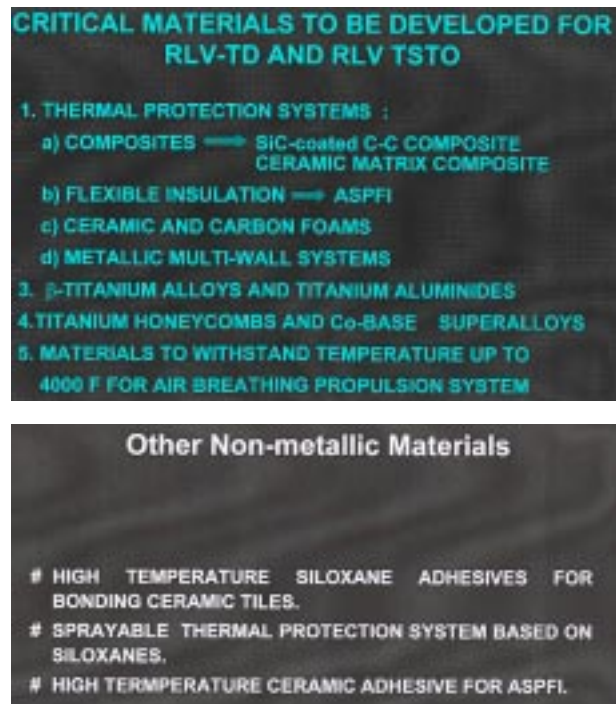 CRITICAL MATERIALS TO BE DEVELOPED FOR
RLV-TD AND RLV TSTO
1. THERMAL PROTECTION SYSTEMS :
a) COMPOSITES ⟹ SiC-coated C-C COMPOSITE
CERAMIC MATRIX COMPOSITE
b) FLEXIBLE INSULATION ⟹ ASPFI
c) CERAMIC AND CARBON FOAMS
d) METALLIC MULTI-WALL SYSTEMS
3. β-TITANIUM ALLOYS AND TITANIUM ALUMINIDES
4.TITANIUM HONEYCOMBS AND Co-BASE SUPERALLOYS
5. MATERIALS TO WITHSTAND TEMPERATURE UP TO
4000 F FOR AIR BREATHING PROPULSION SYSTEM
Other Non-metallic Materials
# HIGH TEMPERATURE SILOXANE ADHESIVES FOR
BONDING CERAMIC TILES.
# SPRAYABLE THERMAL PROTECTION SYSTEM BASED ON
SILOXANES.
# HIGH TERMPERATURE CERAMIC ADHESIVE FOR ASPFI.